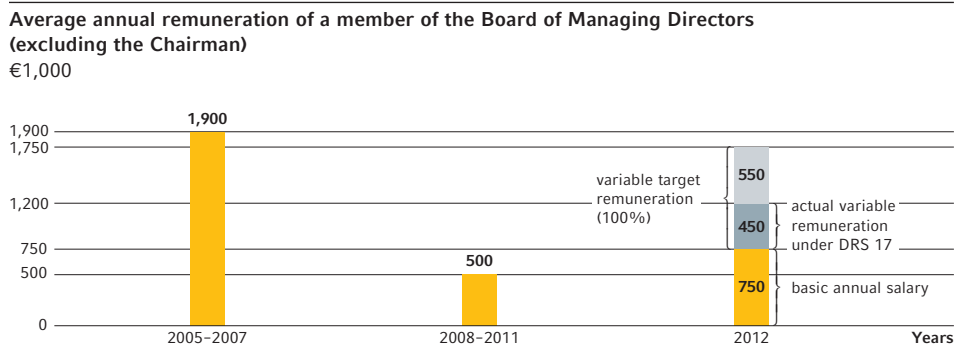 Average annual remuneration of a member of the Board of Managing Directors
(excluding the Chairman)
€1,000
1,900
1,900
1,750
1,200
750
500
0
500
variable target
remuneration
(100%)
550
450
750
actual variable
remuneration
under DRS 17
basic annual salary
2005–2007
2008–2011
2012
Years